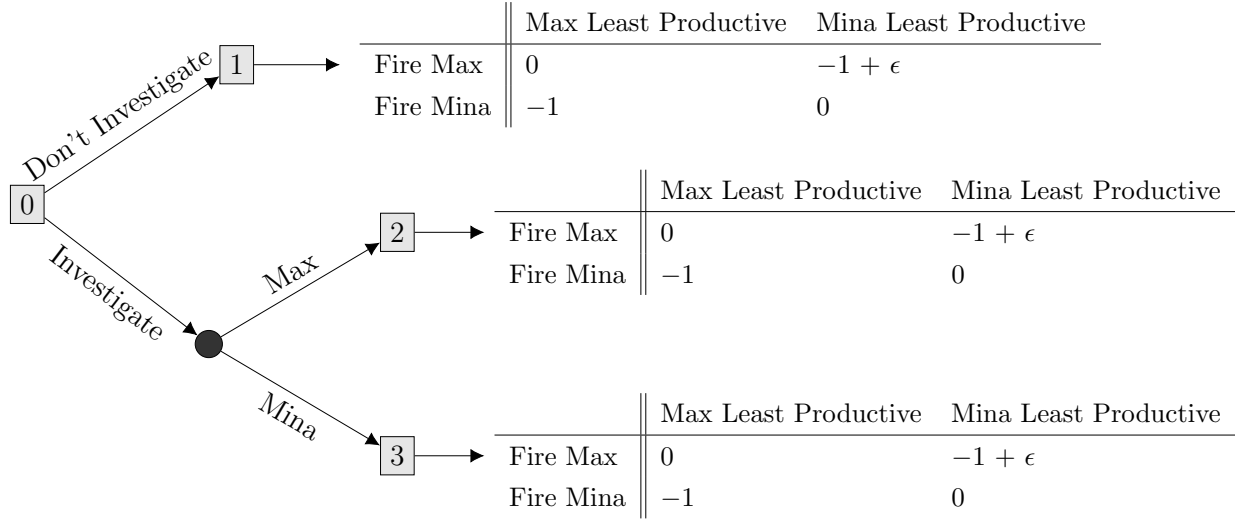 Max Least Productive Mina Least Productive
Fire Max 0 −1 + ϵ
Fire Mina −1 0
1
Don't Investigate
0
Investigate
Max
2
Max Least Productive Mina Least Productive
Fire Max 0 −1 + ϵ
Fire Mina −1 0
Mina
3
Max Least Productive Mina Least Productive
Fire Max 0 −1 + ϵ
Fire Mina −1 0